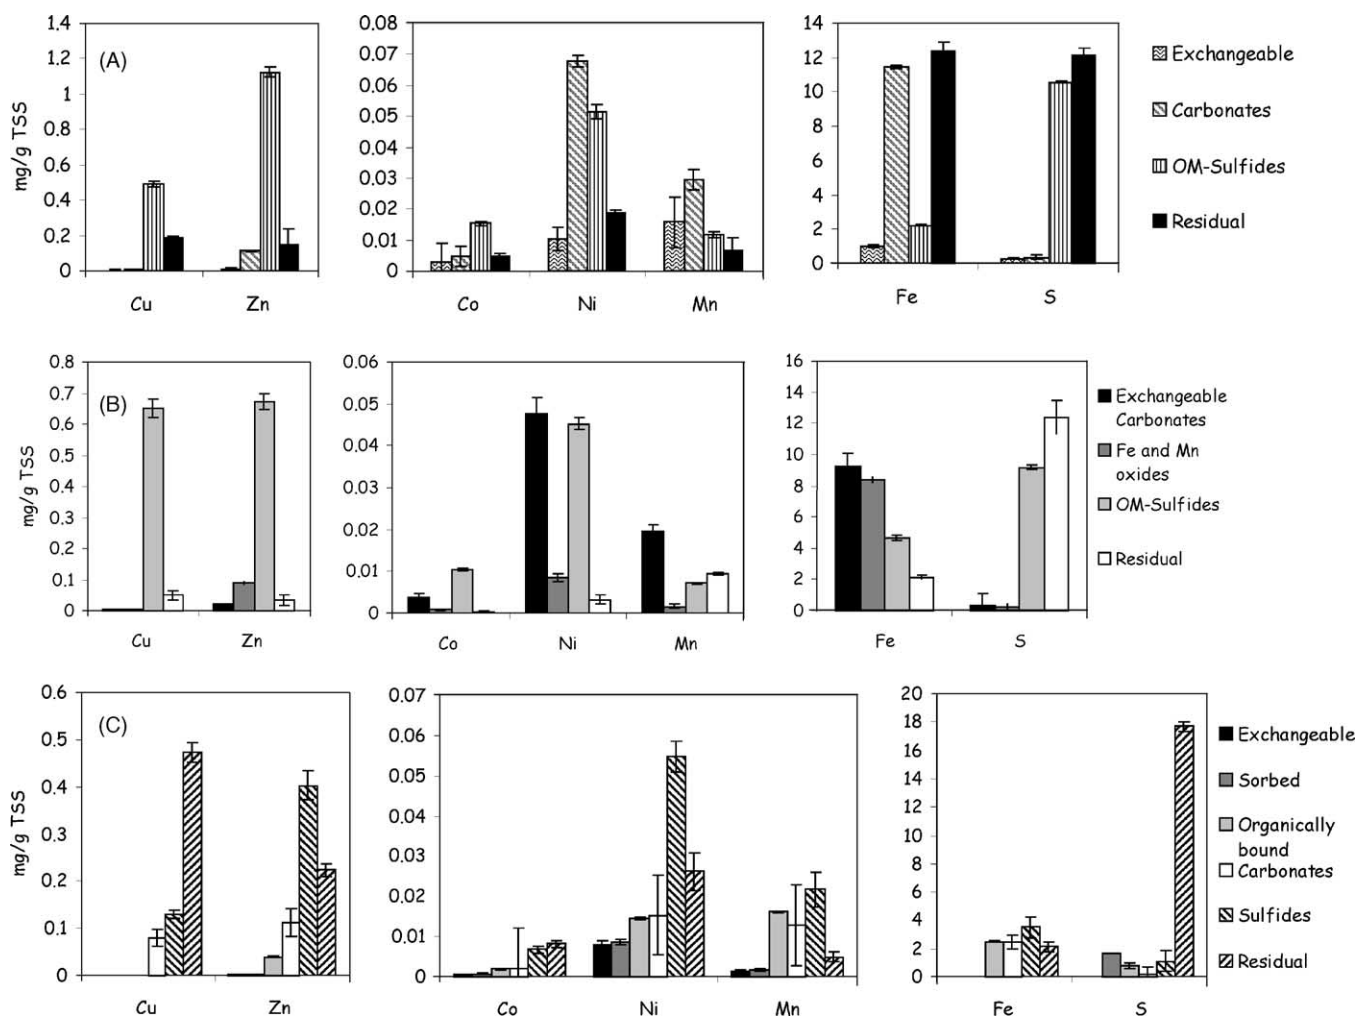 (A)
mg/g TSS
1.4
1.2
1
0.8
0.6
0.4
0.2
0
Cu Zn
0.08
0.07
0.06
0.05
0.04
0.03
0.02
0.01
0
Co Ni Mn
14
12
10
8
6
4
2
0
Fe S
Exchangeable
Carbonates
OM-Sulfides
Residual
(B)
mg/g TSS
0.8
0.7
0.6
0.5
0.4
0.3
0.2
0.1
0
Cu Zn
0.06
0.05
0.04
0.03
0.02
0.01
0
Co Ni Mn
16
14
12
10
8
6
4
2
0
Fe S
Exchangeable
Carbonates
Fe and Mn
oxides
OM-Sulfides
Residual
(C)
mg/g TSS
0.6
0.5
0.4
0.3
0.2
0.1
0
Cu Zn
0.07
0.06
0.05
0.04
0.03
0.02
0.01
0
Co Ni Mn
20
18
16
14
12
10
8
6
4
2
0
Fe S
Exchangeable
Sorbed
Organically
bound
Carbonates
Sulfides
Residual